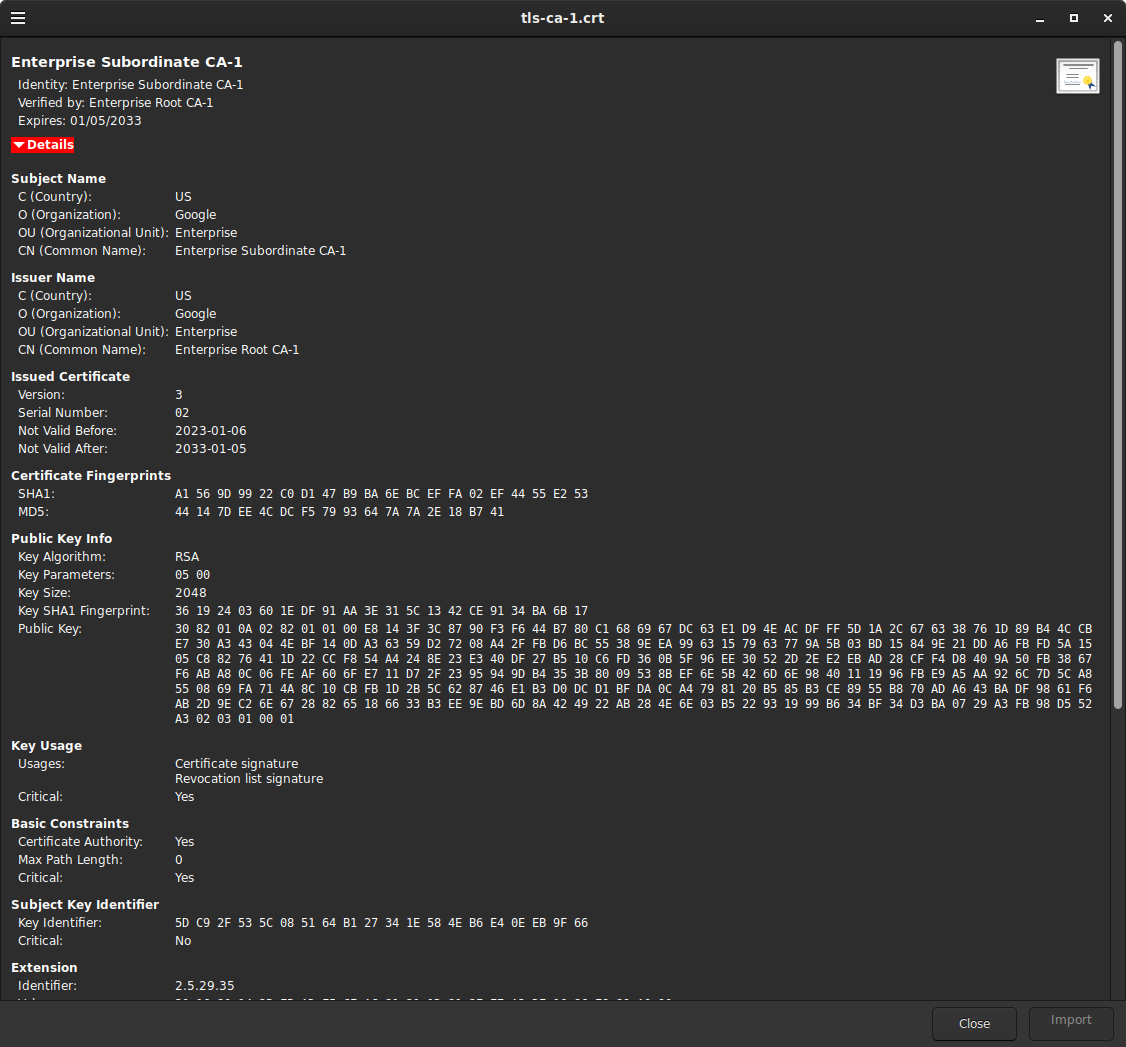 tls-ca-1.crt
Enterprise Subordinate CA-1
Identity: Enterprise Subordinate CA-1
Verified by: Enterprise Root CA-1
Expires: 01/05/2033
Details
Subject Name
C (Country): US
O (Organization): Google
OU (Organizational Unit): Enterprise
CN (Common Name): Enterprise Subordinate CA-1
Issuer Name
C (Country): US
O (Organization): Google
OU (Organizational Unit): Enterprise
CN (Common Name): Enterprise Root CA-1
Issued Certificate
Version: 3
Serial Number: 02
Not Valid Before: 2023-01-06
Not Valid After: 2033-01-05
Certificate Fingerprints
SHA1: A1 56 9D 99 22 C0 D1 47 B9 BA 6E BC EF FA 02 EF 44 55 E2 53
MD5: 44 14 7D EE 4C DC F5 79 93 64 7A 7A 2E 18 B7 41
Public Key Info
Key Algorithm: RSA
Key Parameters: 05 00
Key Size: 2048
Key SHA1 Fingerprint: 36 19 24 03 60 1E DF 91 AA 3E 31 5C 13 42 CE 91 34 BA 6B 17
Public Key: 30 82 01 0A 02 82 01 01 00 E8 14 3F 3C 87 90 F3 F6 44 B7 80 C1 68 69 67 DC 63 E1 D9 4E AC DF FF 5D 1A 2C 67 63 38 76 1D 89 B4 4C CB
E7 30 A3 43 04 4E BF 14 0D A3 63 59 D2 72 08 A4 2F FB D6 BC 55 38 9E EA 99 63 15 79 63 77 9A 5B 03 BD 15 84 9E 21 DD A6 FB FD 5A 15
05 C8 82 76 41 1D 22 CC F8 54 A4 24 8E 23 E3 40 DF 27 B5 10 C6 FD 36 0B 5F 96 EE 30 52 2D 2E E2 EB AD 28 CF F4 D8 40 9A 50 FB 38 67
F6 AB A8 0C 06 FE AF 60 6F E7 11 D7 2F 23 95 94 9D B4 35 3B 80 09 53 8B EF 6E 5B 42 6D 6E 98 40 11 19 96 FB E9 A5 AA 92 6C 7D 5C A8
55 08 69 FA 71 4A 8C 10 CB FB 1D 2B 5C 62 87 46 E1 B3 D0 DC D1 BF DA 0C A4 79 81 20 B5 85 B3 CE 89 55 B8 70 AD A6 43 BA DF 98 61 F6
AB 2D 9E C2 6E 67 28 82 65 18 66 33 B3 EE 9E BD 6D 8A 42 49 22 AB 28 4E 6E 03 B5 22 93 19 99 B6 34 BF 34 D3 BA 07 29 A3 FB 98 D5 52
A3 02 03 01 00 01
Key Usage
Usages: Certificate signature
Revocation list signature
Critical: Yes
Basic Constraints
Certificate Authority: Yes
Max Path Length: 0
Critical: Yes
Subject Key Identifier
Key Identifier: 5D C9 2F 53 5C 08 51 64 B1 27 34 1E 58 4E B6 E4 0E EB 9F 66
Critical: No
Extension
Identifier: 2.5.29.35
Close
Import